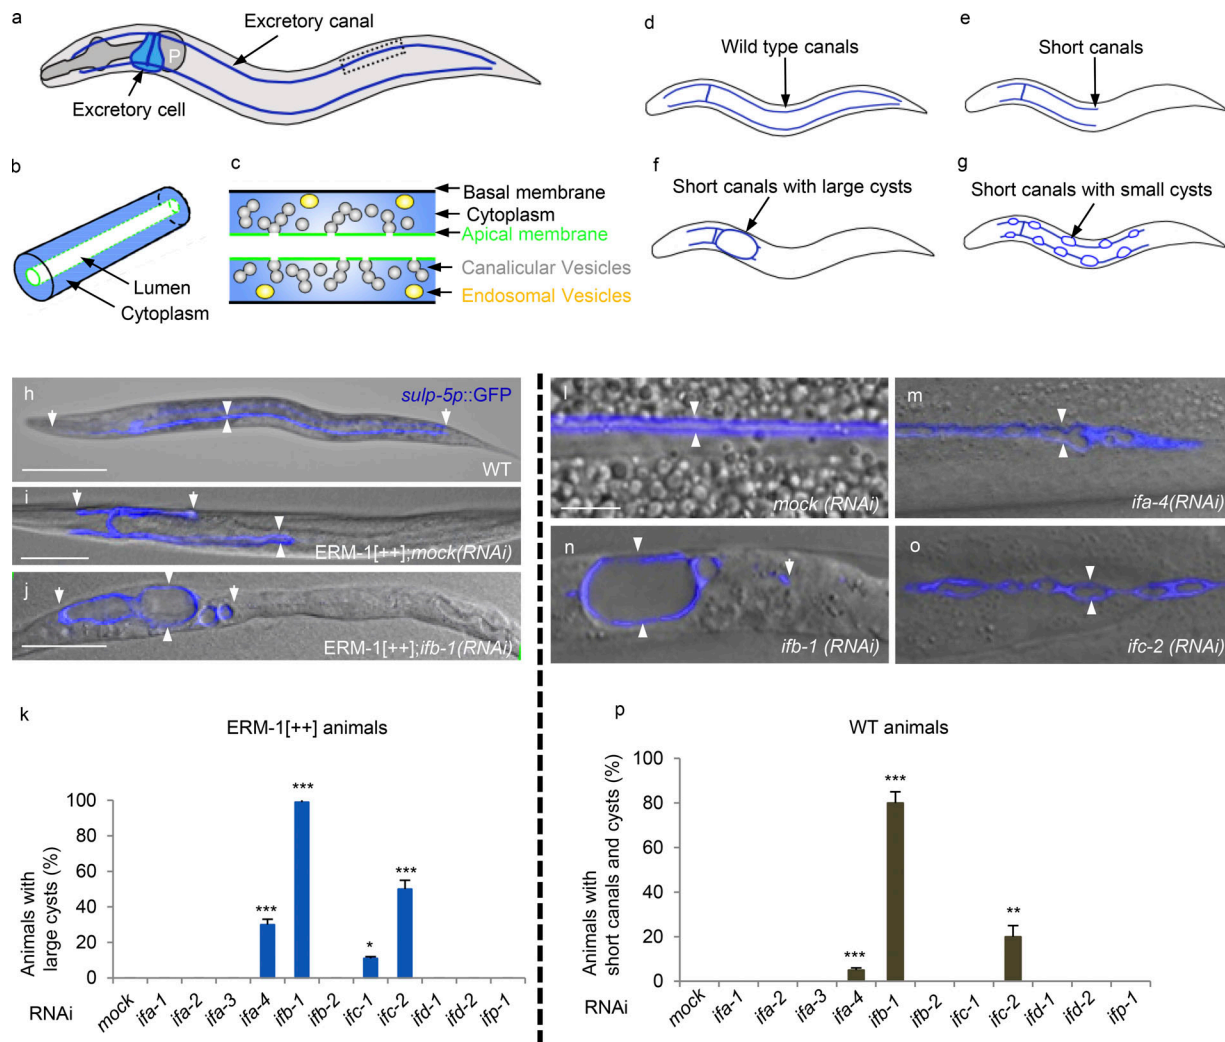 a
Excretory canal
P
Excretory cell
b
Lumen
Cytoplasm
c
Basal membrane
Cytoplasm
Apical membrane
Canalicular Vesicles
Endosomal Vesicles
d
Wild type canals
e
Short canals
f
Short canals with large cysts
g
Short canals with small cysts
h
sulp-5p::GFP
WT
i
ERM-1[++];mock(RNAi)
j
ERM-1[++];ifb-1(RNAi)
l
mock (RNAi)
m
ifa-4(RNAi)
n
ifb-1 (RNAi)
o
ifc-2 (RNAi)
k
ERM-1[++] animals
Animals with
large cysts (%)
100
80
60
40
20
0
***
***
*
***
RNAi
mock
ifa-1
ifa-2
ifa-3
ifa-4
ifb-1
ifb-2
ifc-1
ifc-2
ifd-1
ifd-2
ifp-1
p
WT animals
Animals with
short canals and cysts (%)
100
80
60
40
20
0
***
***
**
RNAi
mock
ifa-1
ifa-2
ifa-3
ifa-4
ifb-1
ifb-2
ifc-1
ifc-2
ifd-1
ifd-2
ifp-1